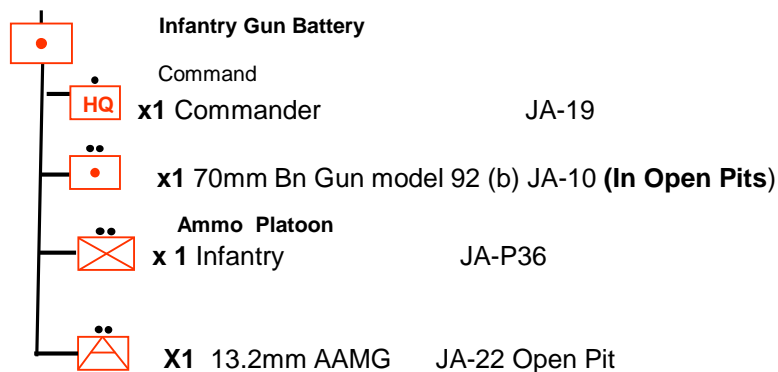 Infantry Gun Battery
Command
HQ x1 Commander JA-19
x1 70mm Bn Gun model 92 (b) JA-10 (In Open Pits)
Ammo Platoon
x 1 Infantry JA-P36
X1 13.2mm AAMG JA-22 Open Pit